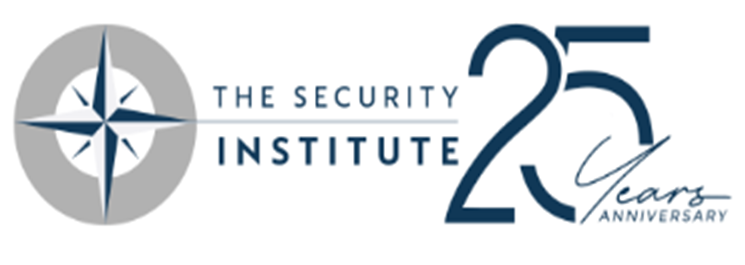 THE SECURITY
INSTITUTE
25
Years
ANNIVERSARY